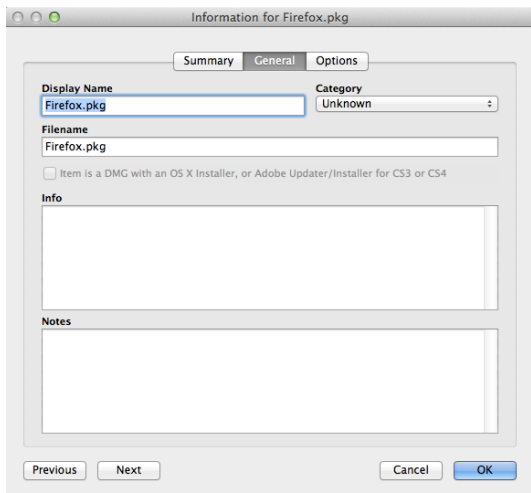 Information for Firefox.pkg
Summary General Options
Display Name Category
Firefox.pkg Unknown
Filename
Firefox.pkg
Item is a DMG with an OS X Installer, or Adobe Updater/Installer for CS3 or CS4
Info
Notes
Previous Next Cancel OK